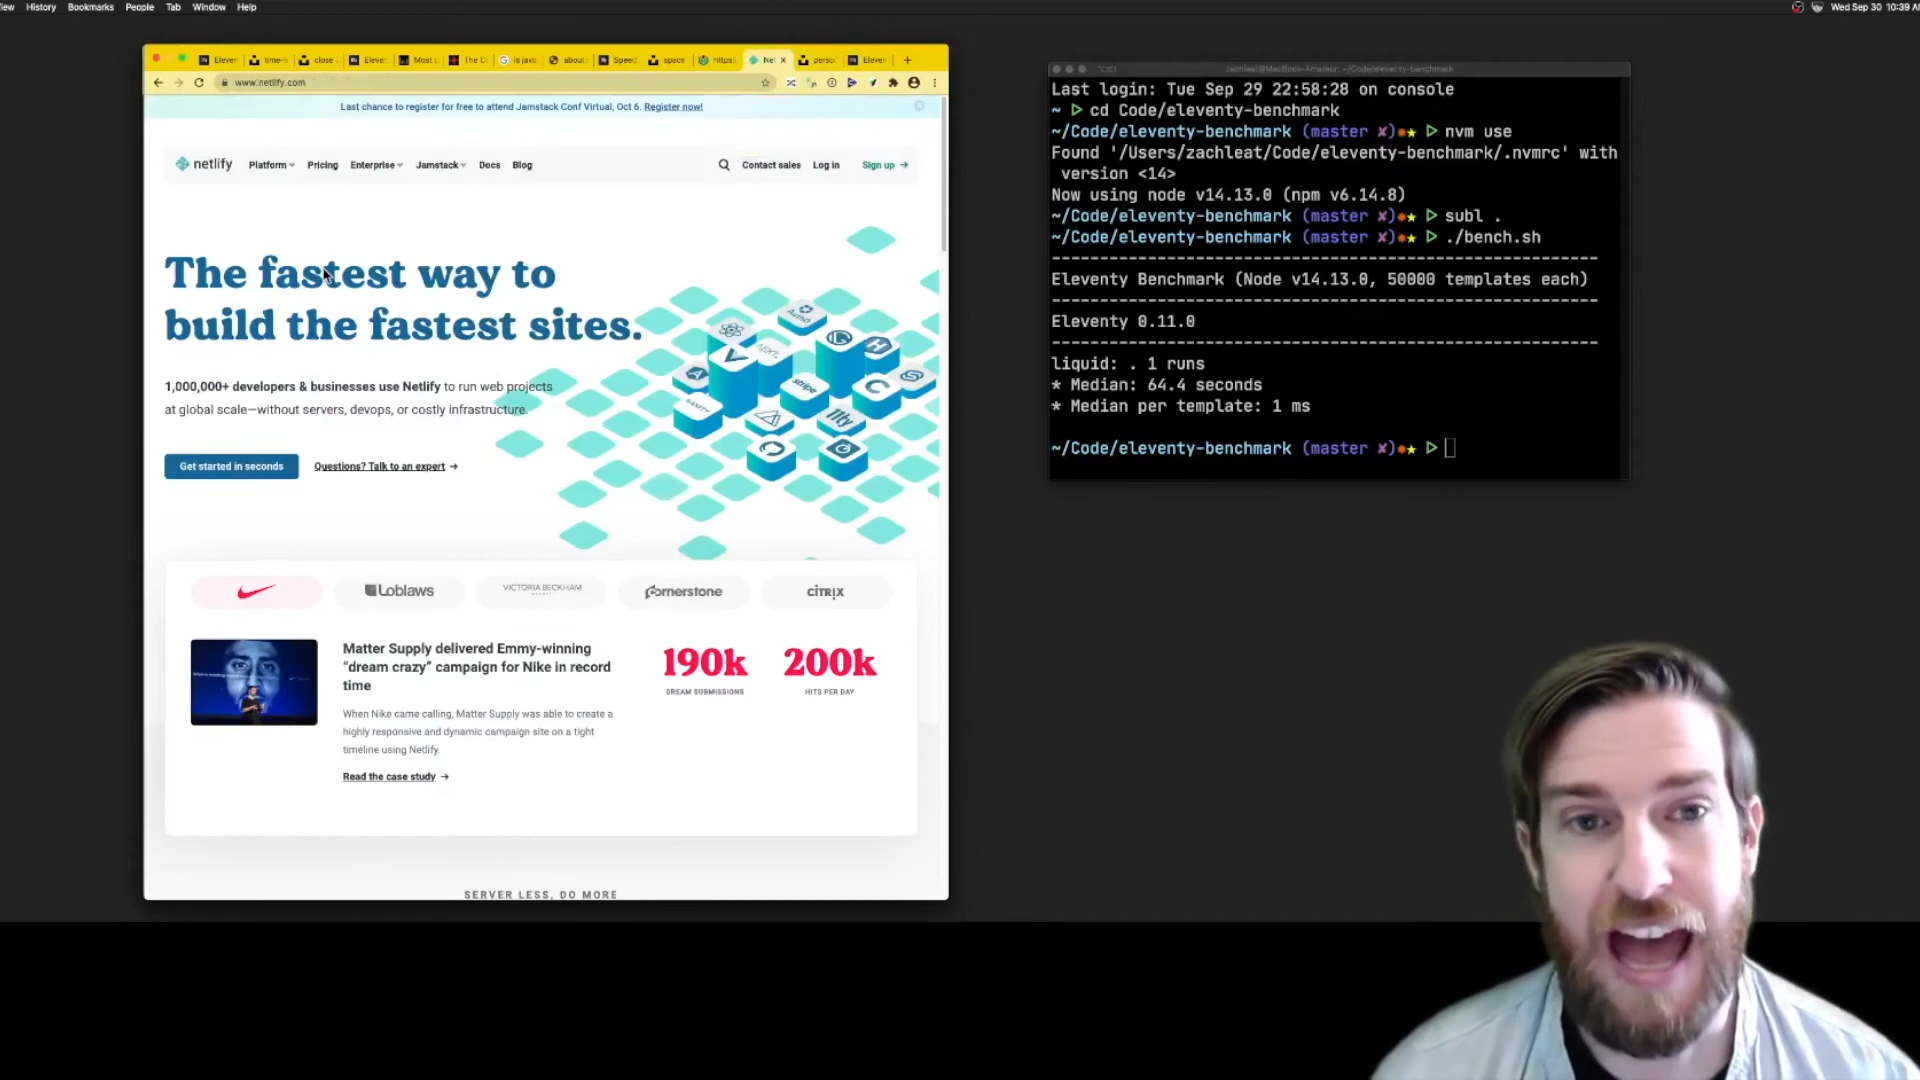 History Bookmarks People Tab Window Help
Wed Sep 30 10:39
www.netlify.com
Last chance to register for free to attend Jamstack Conf Virtual, Oct 6. Register now!
netlify Platform Pricing Enterprise Jamstack Docs Blog Contact sales Log in Sign up →
The fastest way to
build the fastest sites.
1,000,000+ developers & businesses use Netlify to run web projects
at global scale—without servers, devops, or costly infrastructure.
Get started in seconds Questions? Talk to an expert →
Auth0
stripe
SANITY
11ty
Loblaws VICTORIA BECKHAM cornerstone citrix
Matter Supply delivered Emmy-winning
“dream crazy” campaign for Nike in record
time
When Nike came calling, Matter Supply was able to create a
highly responsive and dynamic campaign site on a tight
timeline using Netlify.
Read the case study →
190k
DREAM SUBMISSIONS
200k
HITS PER DAY
SERVER LESS, DO MORE
Last login: Tue Sep 29 22:58:28 on console
~ ▷ cd Code/eleventy-benchmark
~/Code/eleventy-benchmark (master ✘)✹★ ▷ nvm use
Found '/Users/zachleat/Code/eleventy-benchmark/.nvmrc' with
version <14>
Now using node v14.13.0 (npm v6.14.8)
~/Code/eleventy-benchmark (master ✘)✹★ ▷ subl .
~/Code/eleventy-benchmark (master ✘)✹★ ▷ ./bench.sh
---------------------------------------------------------
Eleventy Benchmark (Node v14.13.0, 50000 templates each)
---------------------------------------------------------
Eleventy 0.11.0
---------------------------------------------------------
liquid: . 1 runs
* Median: 64.4 seconds
* Median per template: 1 ms
~/Code/eleventy-benchmark (master ✘)✹★ ▷